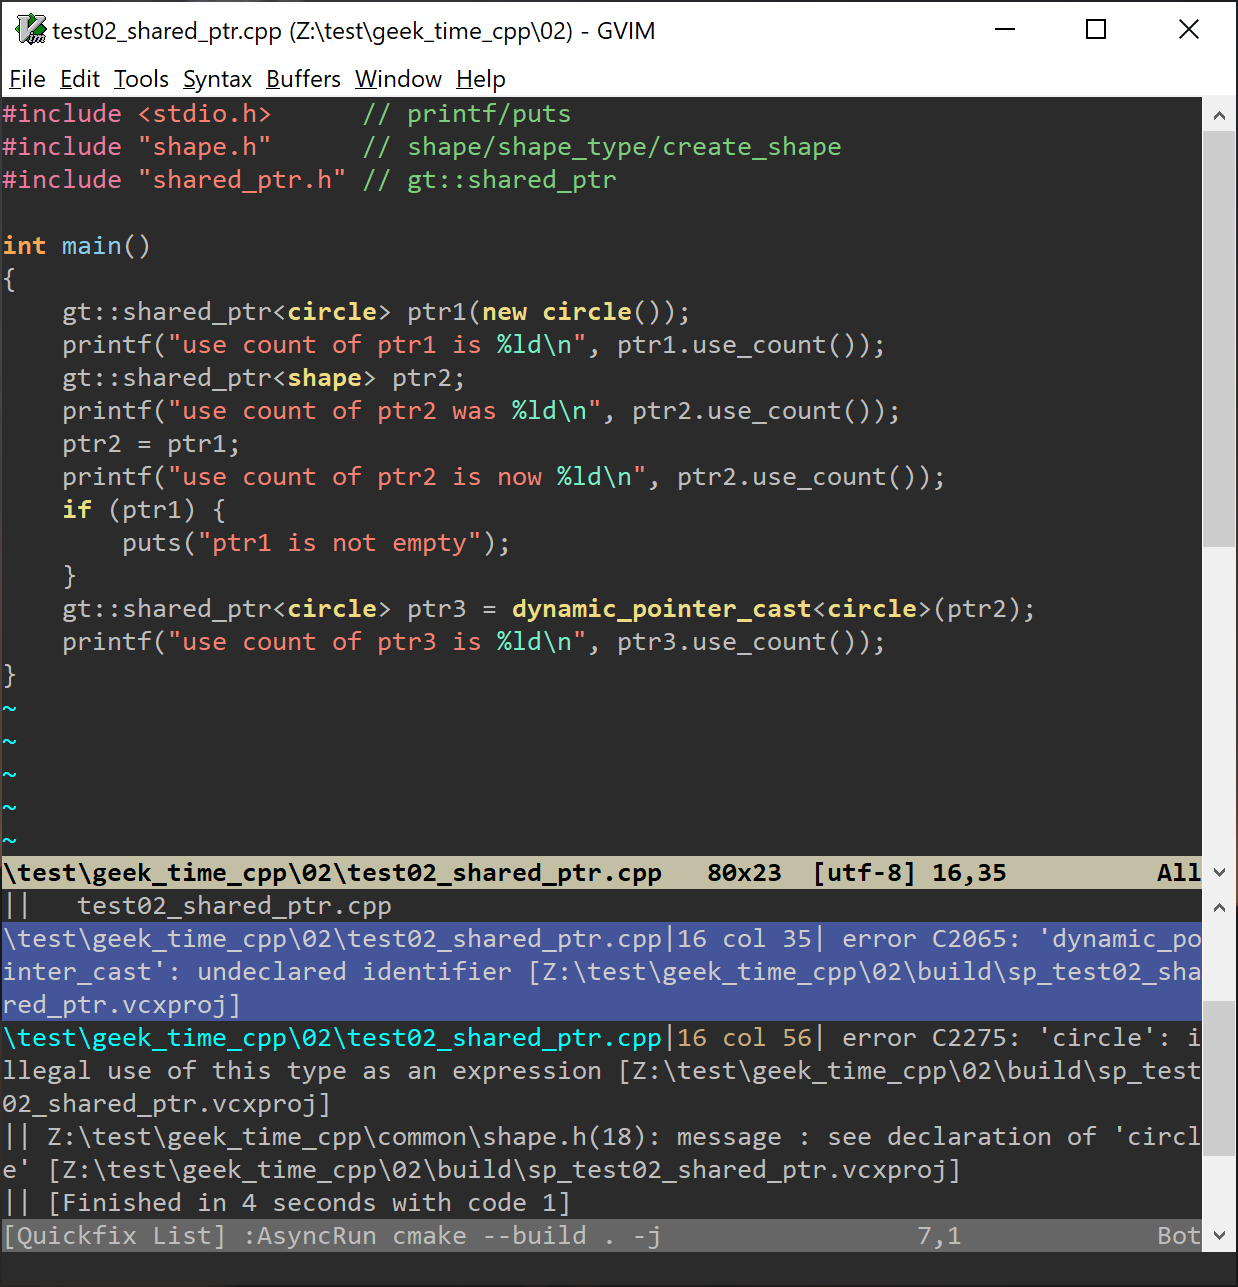 test02_shared_ptr.cpp (Z:\test\geek_time_cpp\02) - GVIM
File Edit Tools Syntax Buffers Window Help
#include <stdio.h>      // printf/puts
#include "shape.h"      // shape/shape_type/create_shape
#include "shared_ptr.h" // gt::shared_ptr

int main()
{
    gt::shared_ptr<circle> ptr1(new circle());
    printf("use count of ptr1 is %ld\n", ptr1.use_count());
    gt::shared_ptr<shape> ptr2;
    printf("use count of ptr2 was %ld\n", ptr2.use_count());
    ptr2 = ptr1;
    printf("use count of ptr2 is now %ld\n", ptr2.use_count());
    if (ptr1) {
        puts("ptr1 is not empty");
    }
    gt::shared_ptr<circle> ptr3 = dynamic_pointer_cast<circle>(ptr2);
    printf("use count of ptr3 is %ld\n", ptr3.use_count());
}
~
~
~
~
~
\test\geek_time_cpp\02\test02_shared_ptr.cpp   80x23  [utf-8] 16,35          All
||   test02_shared_ptr.cpp
\test\geek_time_cpp\02\test02_shared_ptr.cpp|16 col 35| error C2065: 'dynamic_po
inter_cast': undeclared identifier [Z:\test\geek_time_cpp\02\build\sp_test02_sha
red_ptr.vcxproj]
\test\geek_time_cpp\02\test02_shared_ptr.cpp|16 col 56| error C2275: 'circle': i
llegal use of this type as an expression [Z:\test\geek_time_cpp\02\build\sp_test
02_shared_ptr.vcxproj]
|| Z:\test\geek_time_cpp\common\shape.h(18): message : see declaration of 'circl
e' [Z:\test\geek_time_cpp\02\build\sp_test02_shared_ptr.vcxproj]
|| [Finished in 4 seconds with code 1]
[Quickfix List] :AsyncRun cmake --build . -j                 7,1             Bot